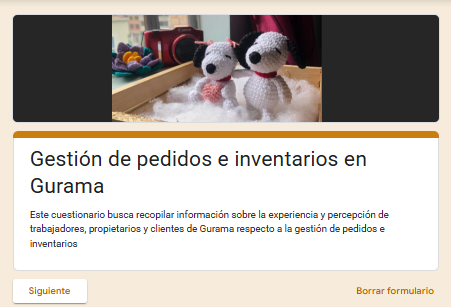 Gestión de pedidos e inventarios en
Gurama
Este cuestionario busca recopilar información sobre la experiencia y percepción de
trabajadores, propietarios y clientes de Gurama respecto a la gestión de pedidos e
inventarios
Siguiente
Borrar formulario